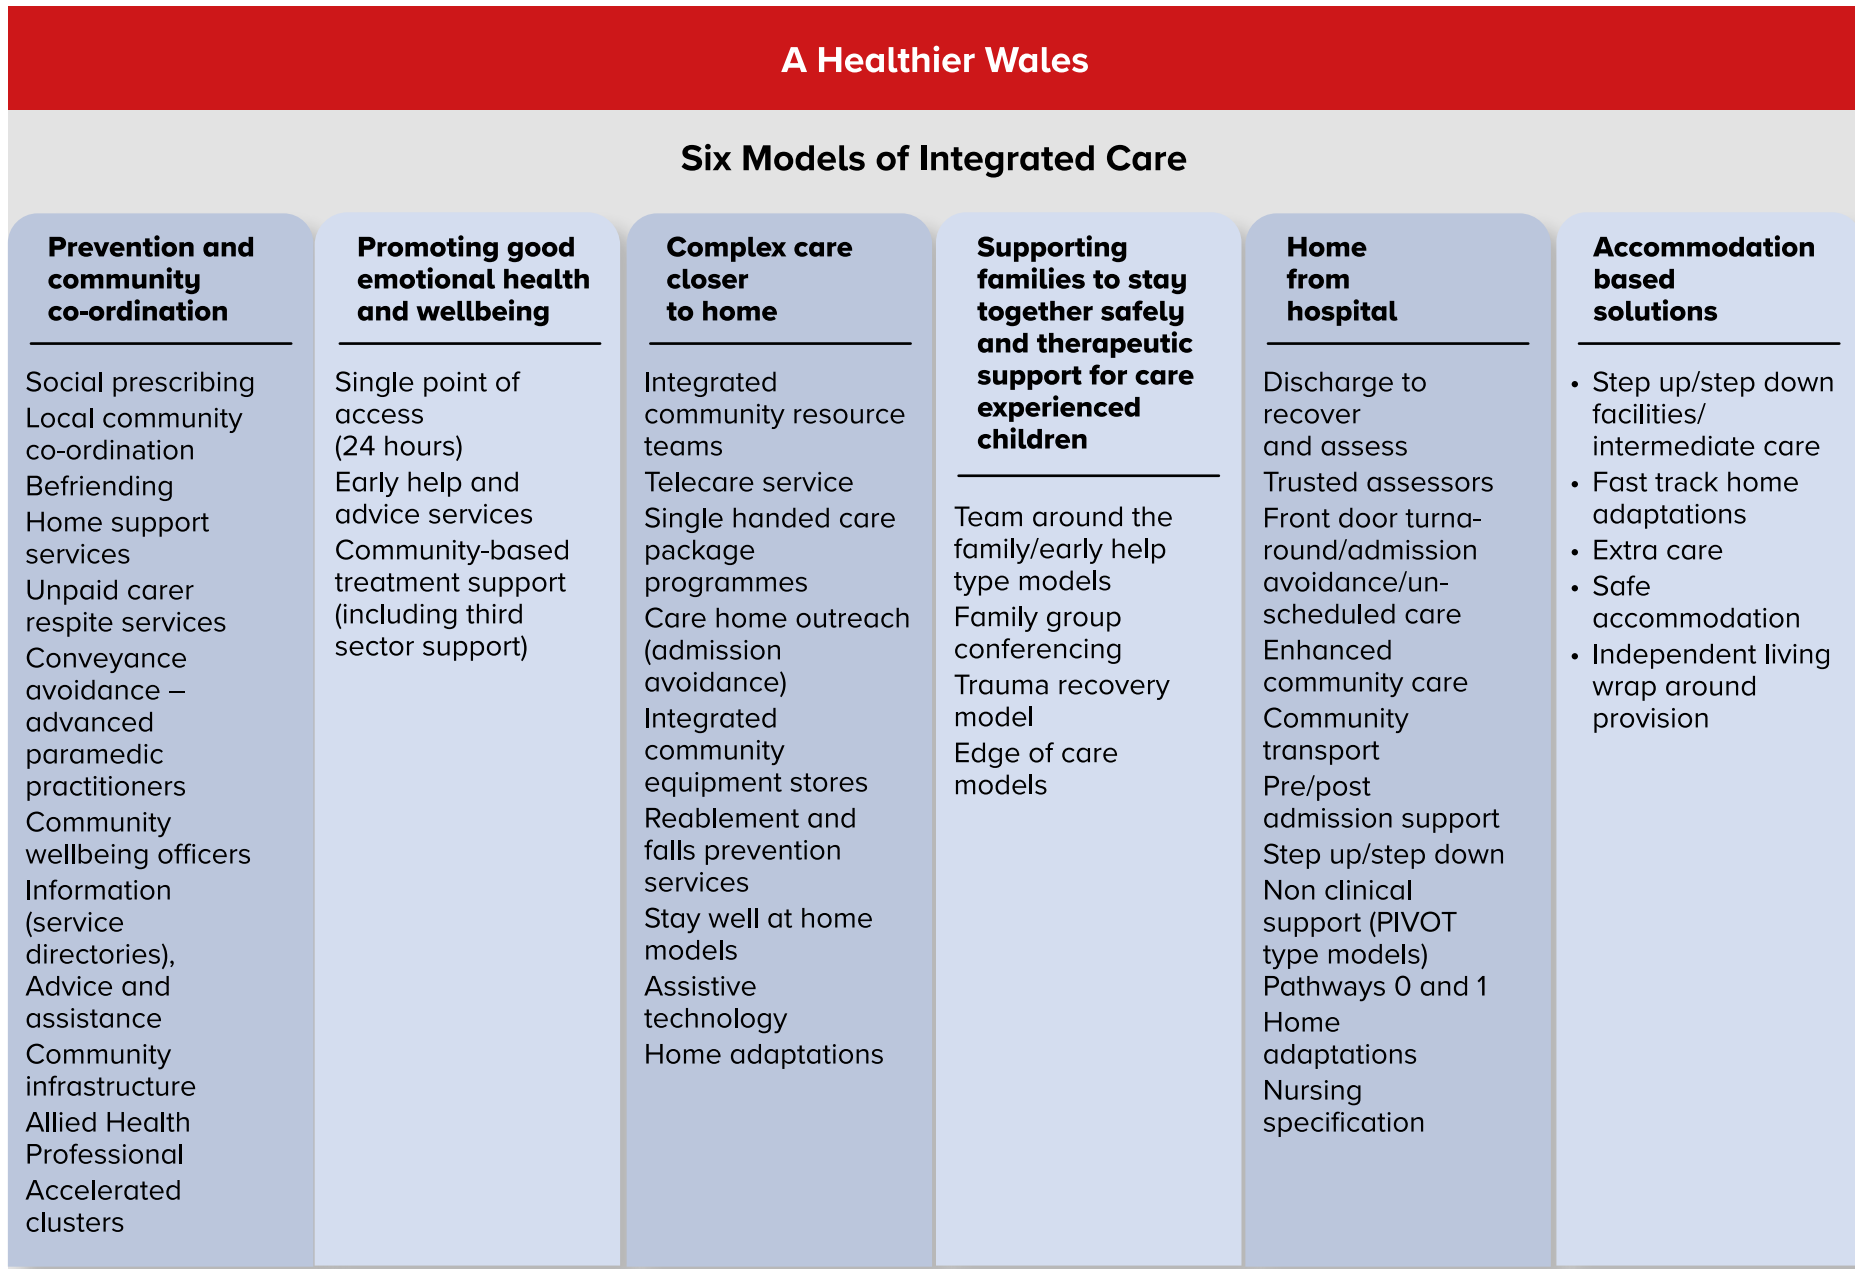 A Healthier Wales
Six Models of Integrated Care
Prevention and
community
co-ordination
Social prescribing
Local community
co-ordination
Befriending
Home support
services
Unpaid carer
respite services
Conveyance
avoidance –
advanced
paramedic
practitioners
Community
wellbeing officers
Information
(service
directories),
Advice and
assistance
Community
infrastructure
Allied Health
Professional
Accelerated
clusters
Promoting good
emotional health
and wellbeing
Single point of
access
(24 hours)
Early help and
advice services
Community-based
treatment support
(including third
sector support)
Complex care
closer
to home
Integrated
community resource
teams
Telecare service
Single handed care
package
programmes
Care home outreach
(admission
avoidance)
Integrated
community
equipment stores
Reablement and
falls prevention
services
Stay well at home
models
Assistive
technology
Home adaptations
Supporting
families to stay
together safely
and therapeutic
support for care
experienced
children
Team around the
family/early help
type models
Family group
conferencing
Trauma recovery
model
Edge of care
models
Home
from
hospital
Discharge to
recover
and assess
Trusted assessors
Front door turna-
round/admission
avoidance/un-
scheduled care
Enhanced
community care
Community
transport
Pre/post
admission support
Step up/step down
Non clinical
support (PIVOT
type models)
Pathways 0 and 1
Home
adaptations
Nursing
specification
Accommodation
based
solutions
• Step up/step down
facilities/
intermediate care
• Fast track home
adaptations
• Extra care
• Safe
accommodation
• Independent living
wrap around
provision